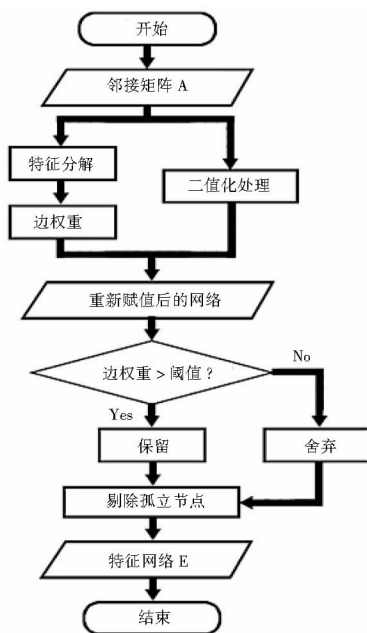 开始
邻接矩阵 A
特征分解
二值化处理
边权重
重新赋值后的网络
边权重 > 阈值？
No
Yes
保留
舍弃
剔除孤立节点
特征网络 E
结束